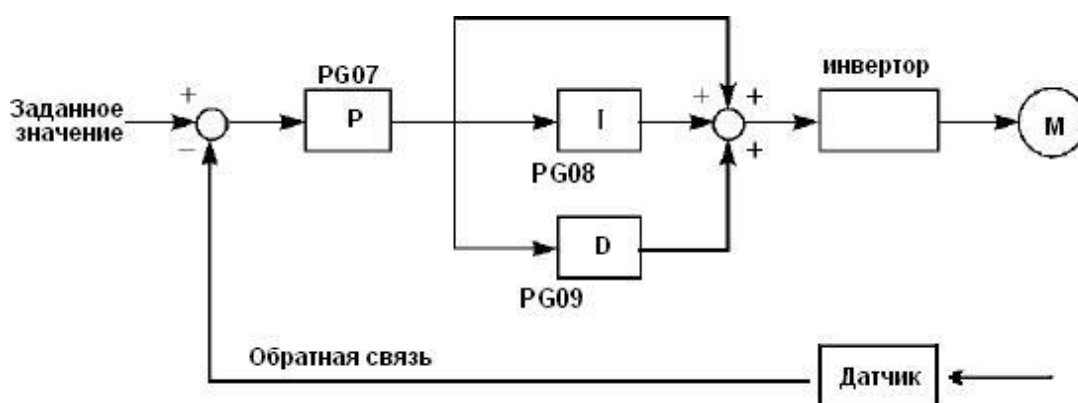 PG07
инвертор
Заданное
значение
+
−
P
I
+
+
+
M
PG08
D
PG09
Обратная связь
Датчик